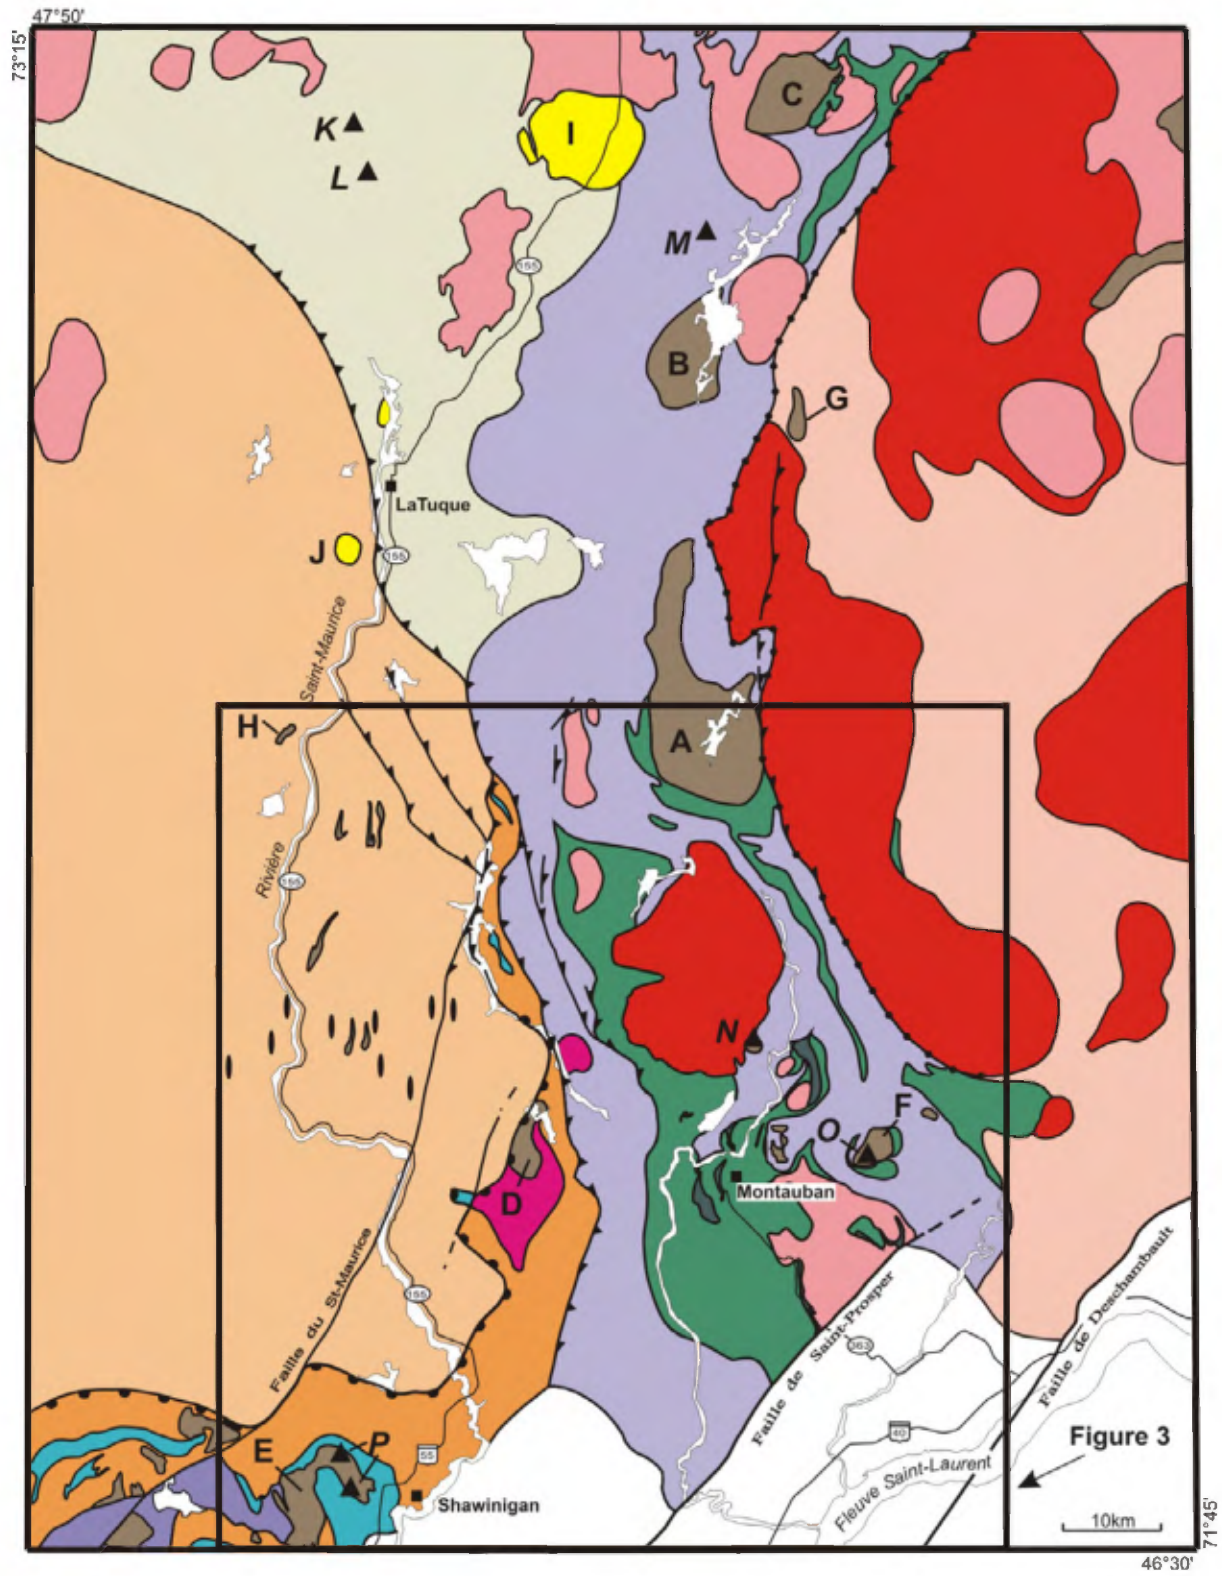 47°50'
73°15'
C
K
I
L
M
155
B
G
LaTuque
J
155
Saint-Maurice
H
A
Rivière
155
N
F
O
D
Montauban
Faille du St-Maurice
155
Faille de Saint-Prosper
363
Faille de Deschambault
E
P
55
40
Figure 3
Fleuve Saint-Laurent
Shawinigan
10km
71°45'
46°30'